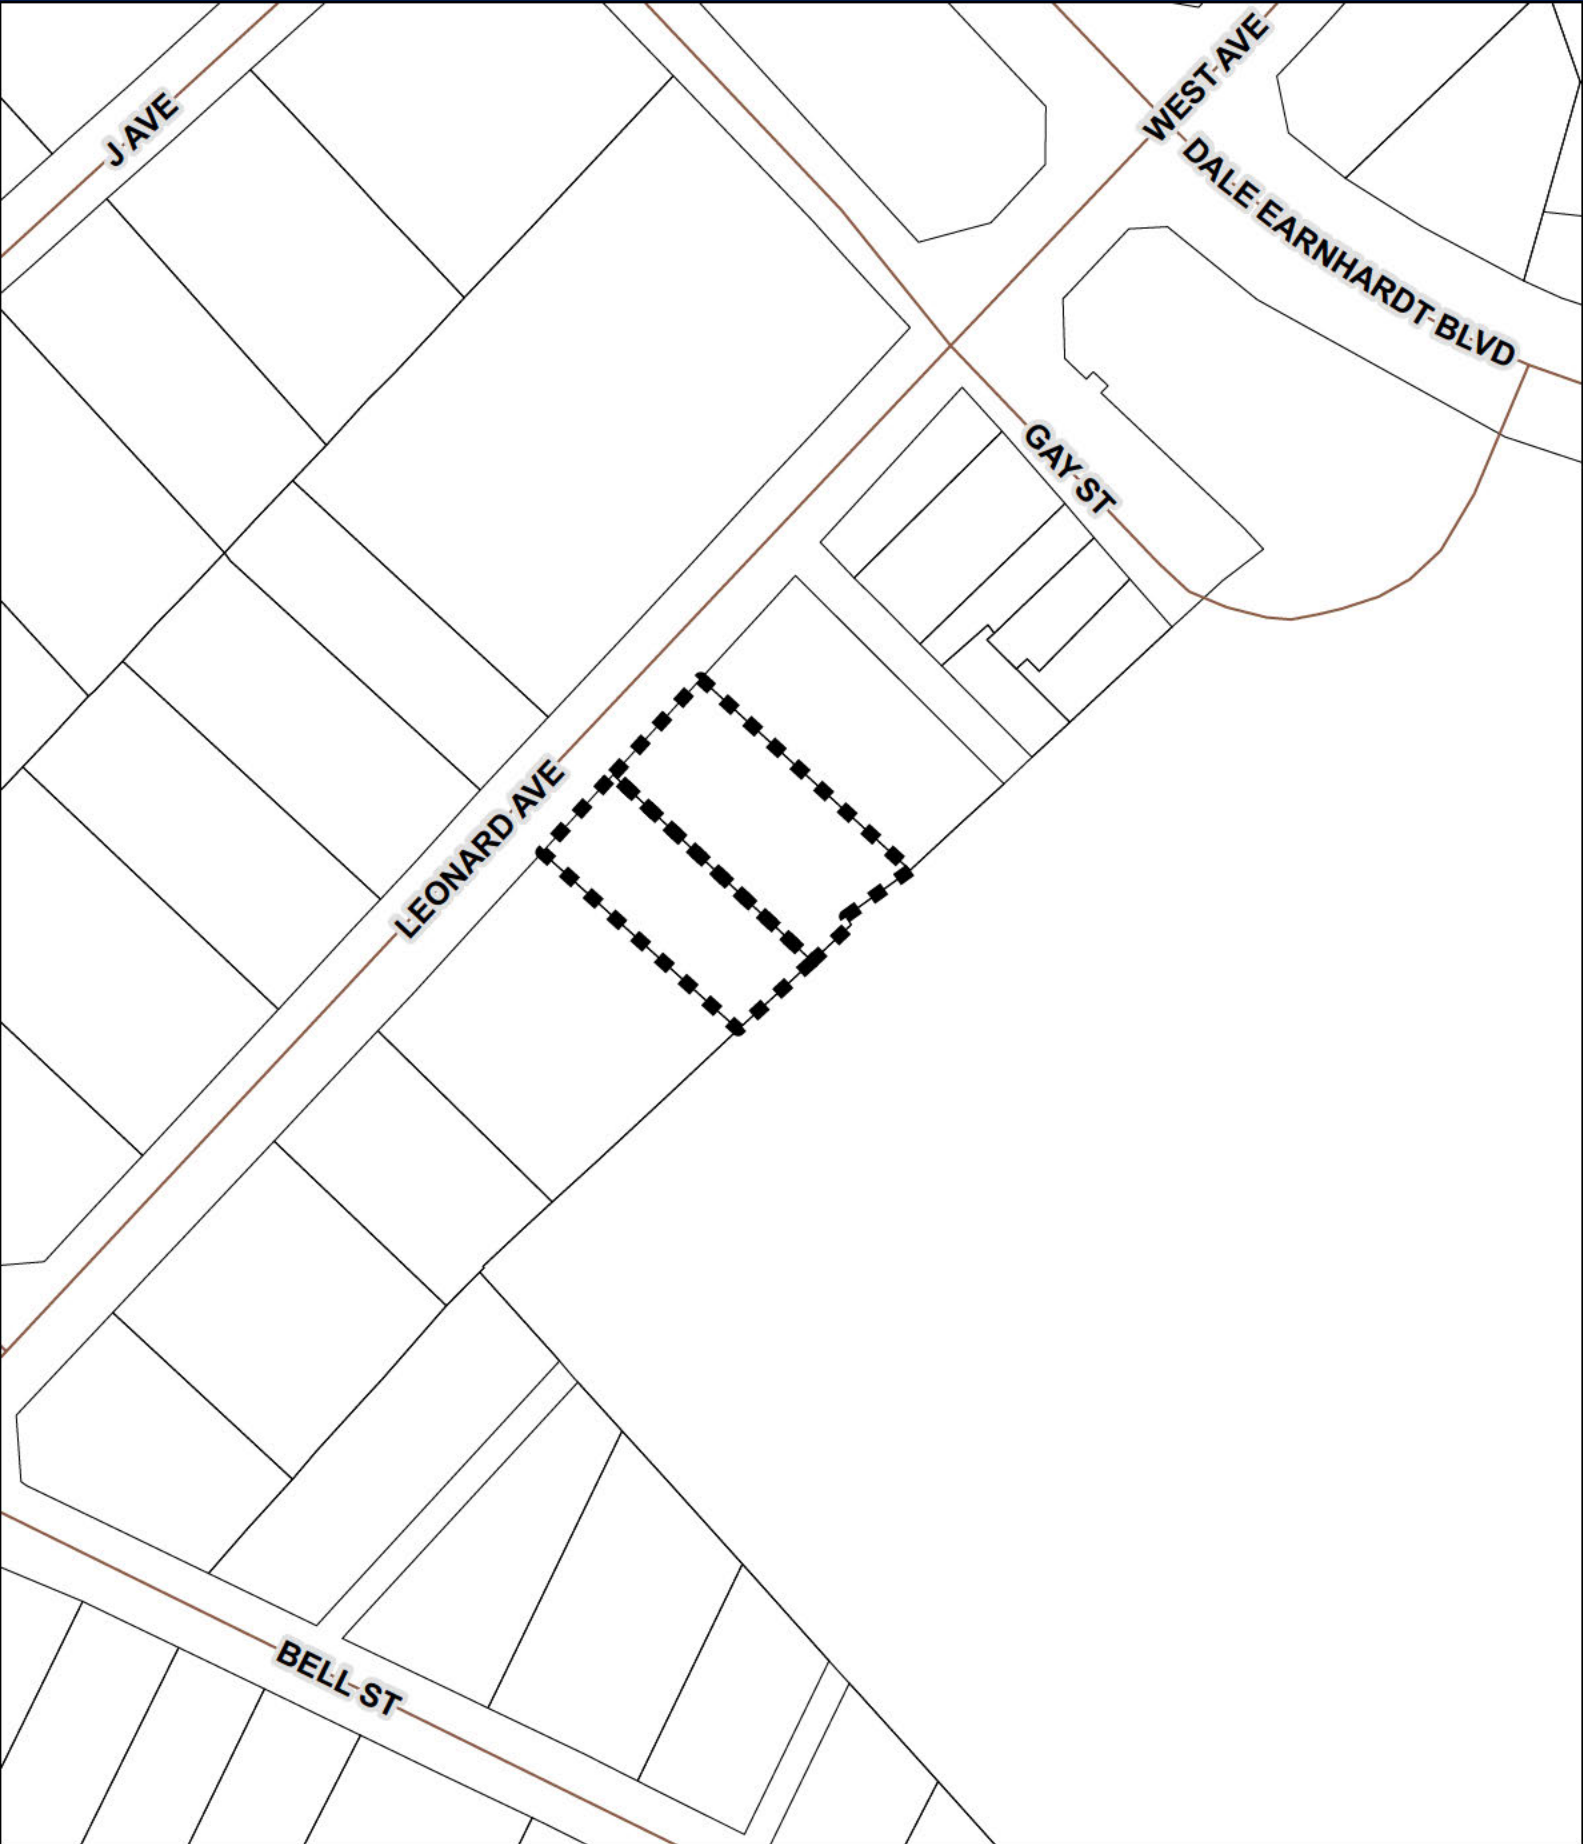 WEST AVE
J AVE
DALE EARNHARDT BLVD
GAY ST
LEONARD AVE
BELL ST